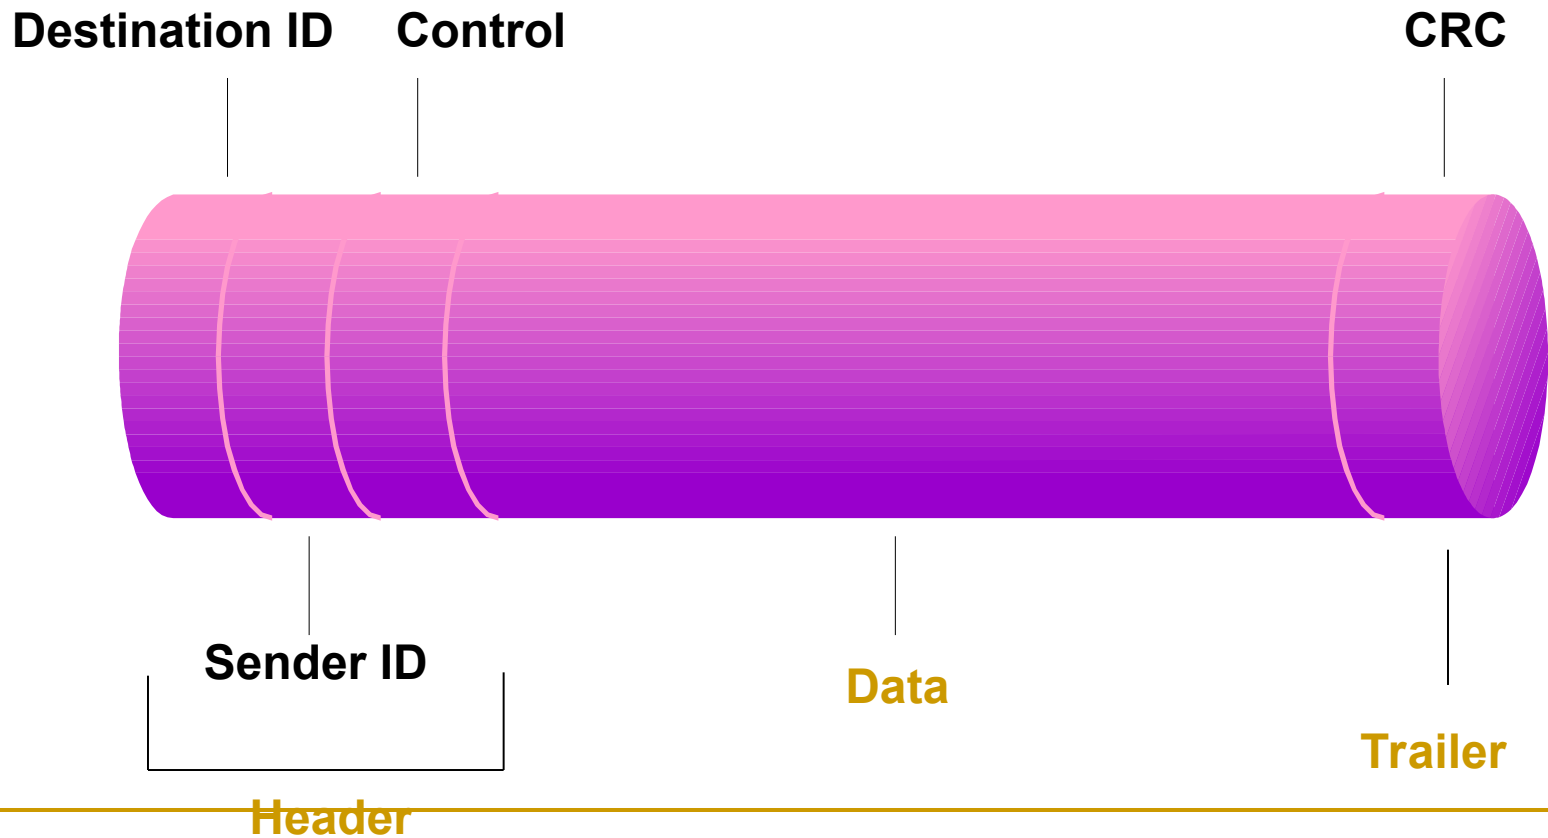 Destination ID
Control
CRC
Sender ID
Data
Trailer
Header